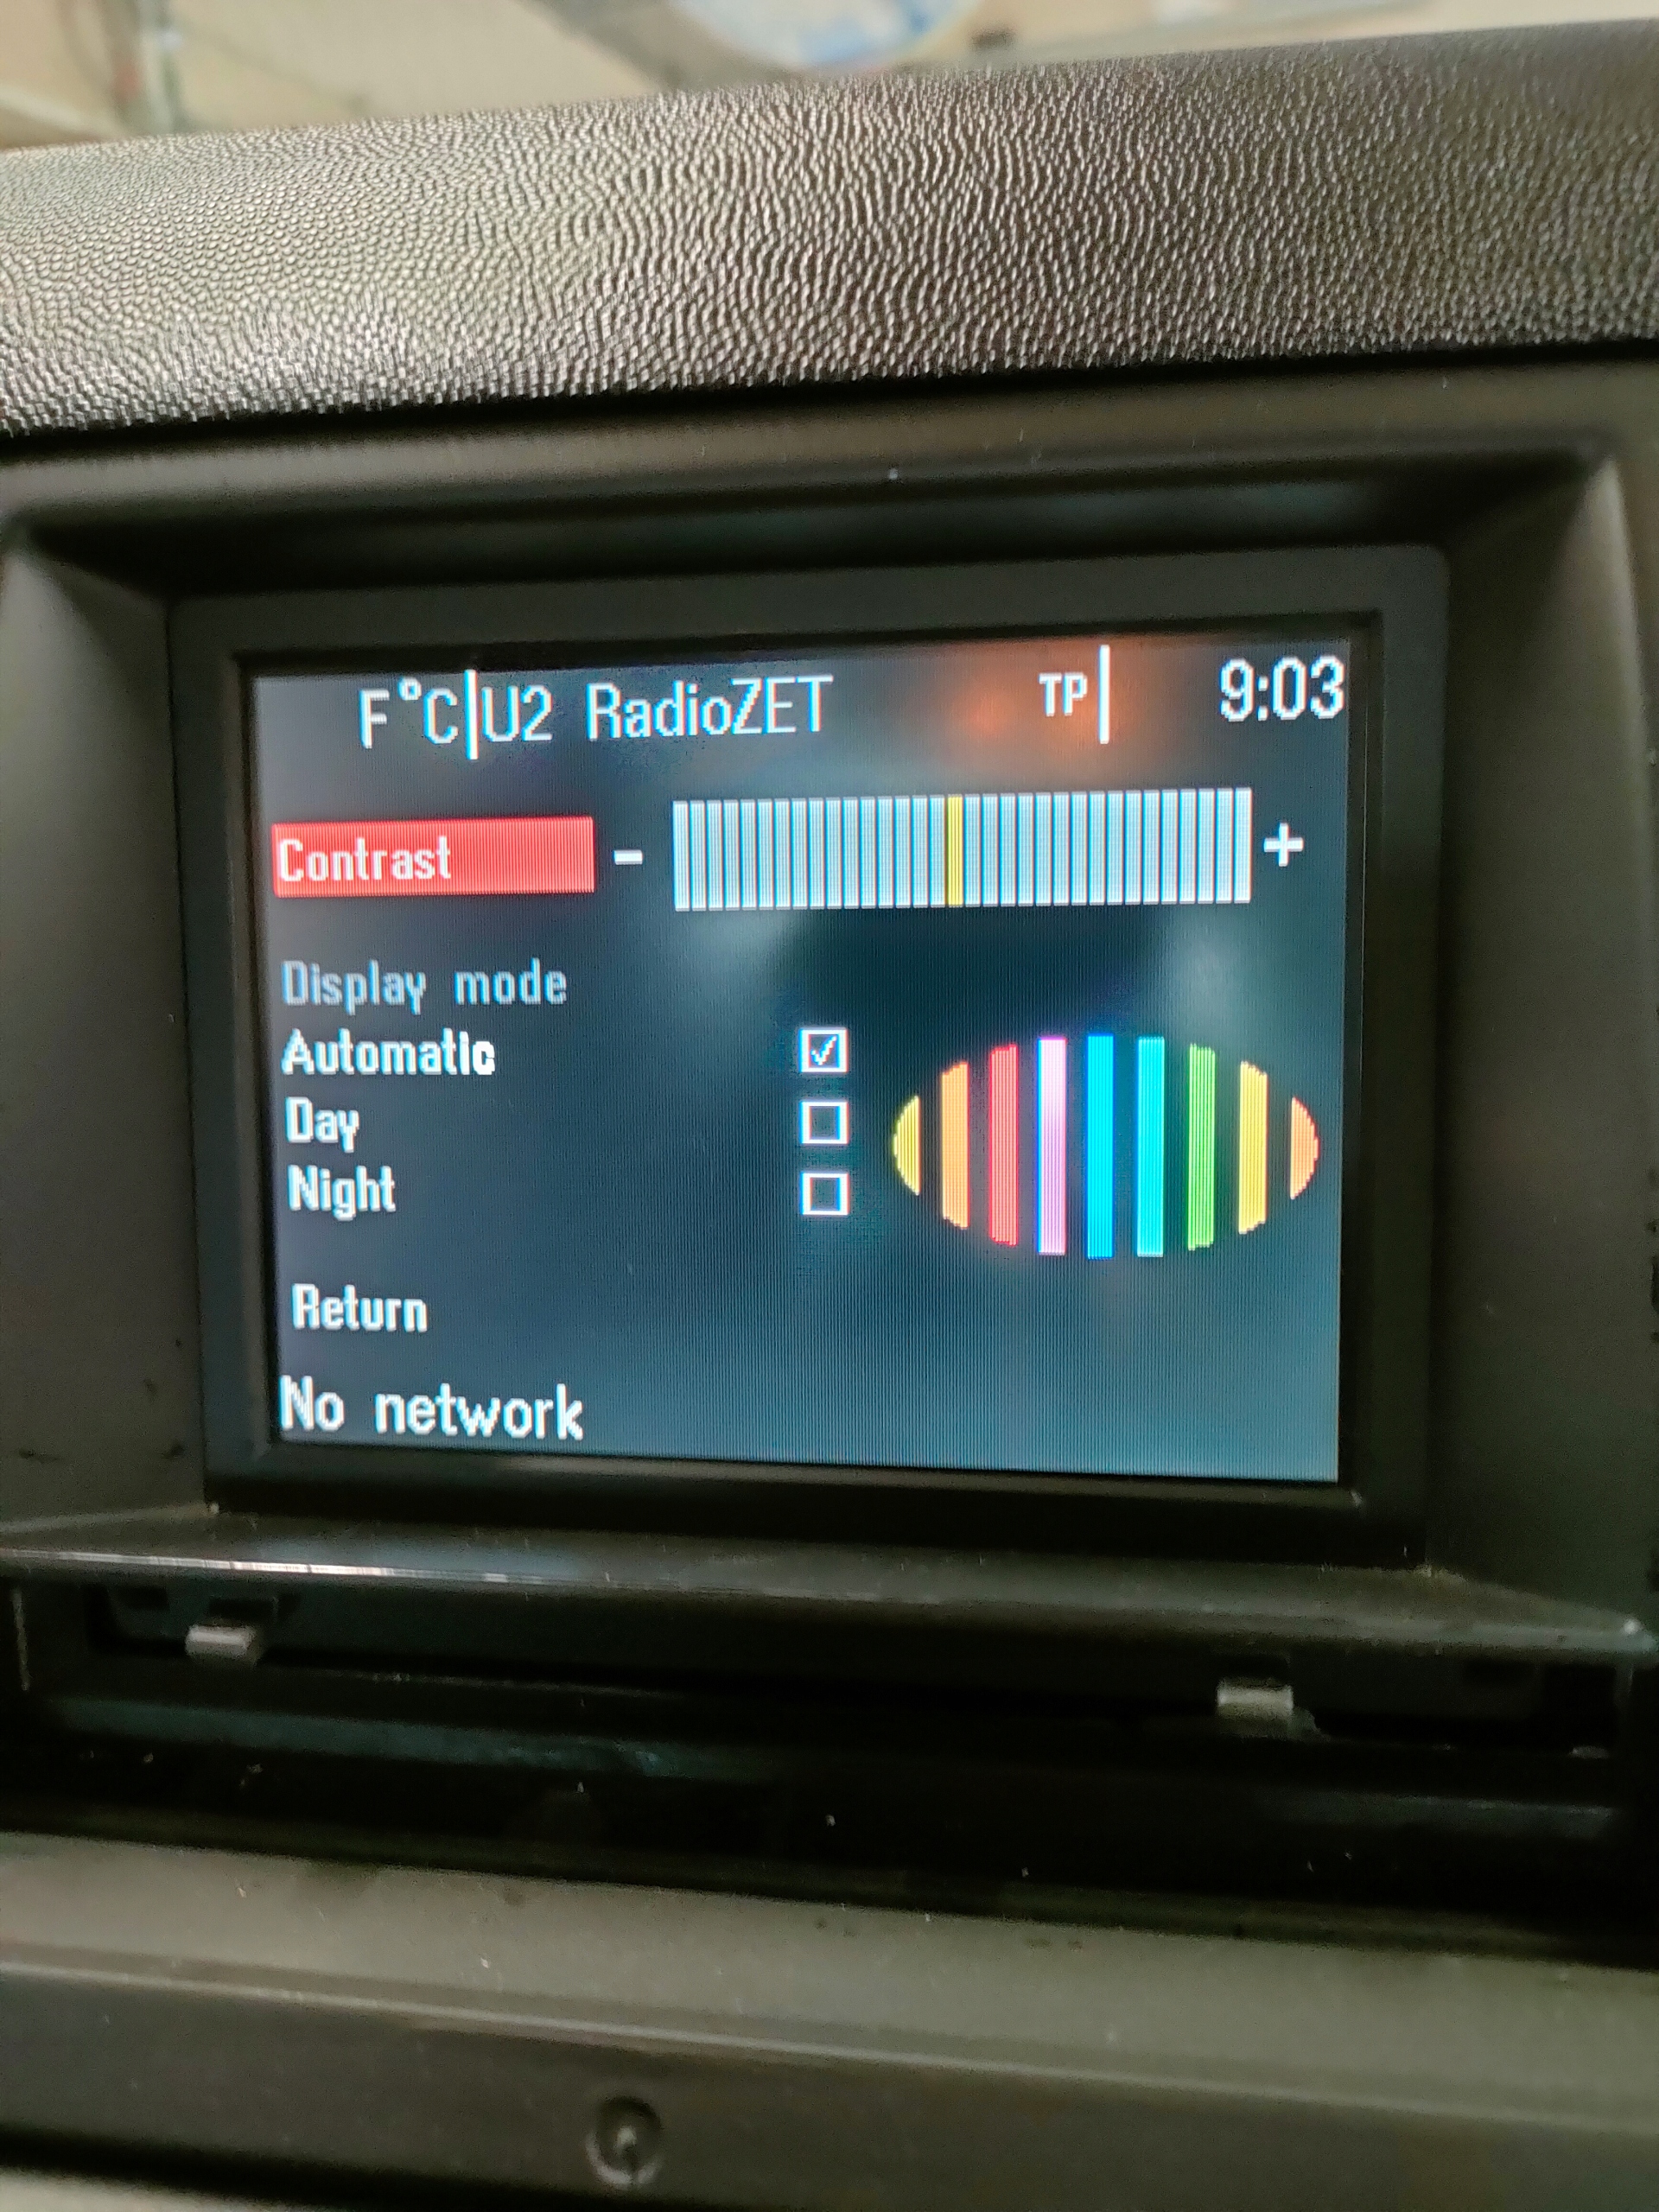 F°C|U2 RadioZET TP| 9:03
Contrast - +
Display mode
Automatic
Day
Night
Return
No network